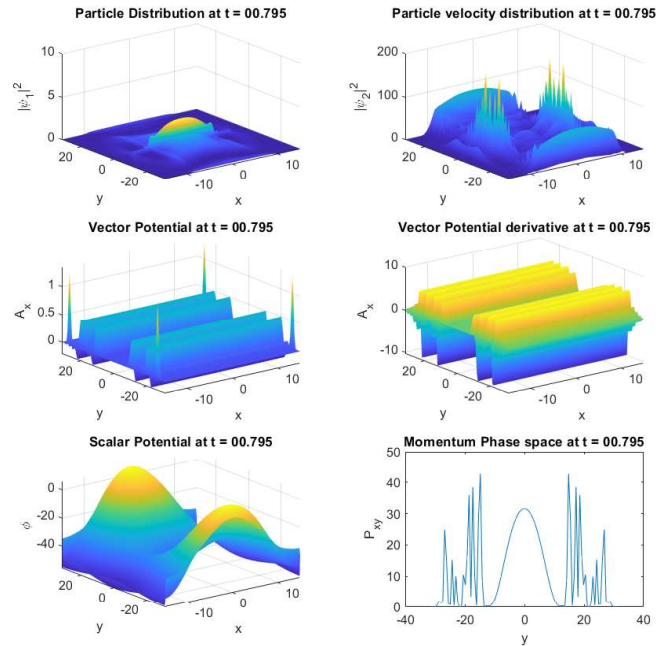 Particle Distribution at t = 00.795
10
5
0
|ψ₁|²
20
0
-20
y
-10
0
10
x
Particle velocity distribution at t = 00.795
200
100
0
|ψ₂|²
20
0
-20
y
-10
0
10
x
Vector Potential at t = 00.795
1
0.5
0
Aₓ
20
0
-20
y
-10
0
10
x
Vector Potential derivative at t = 00.795
10
0
-10
Aₓ
20
0
-20
y
-10
0
10
x
Scalar Potential at t = 00.795
0
-20
-40
ϕ
20
0
-20
y
-10
0
10
x
Momentum Phase space at t = 00.795
50
40
30
20
10
0
P_xy
-40
-20
0
20
40
y